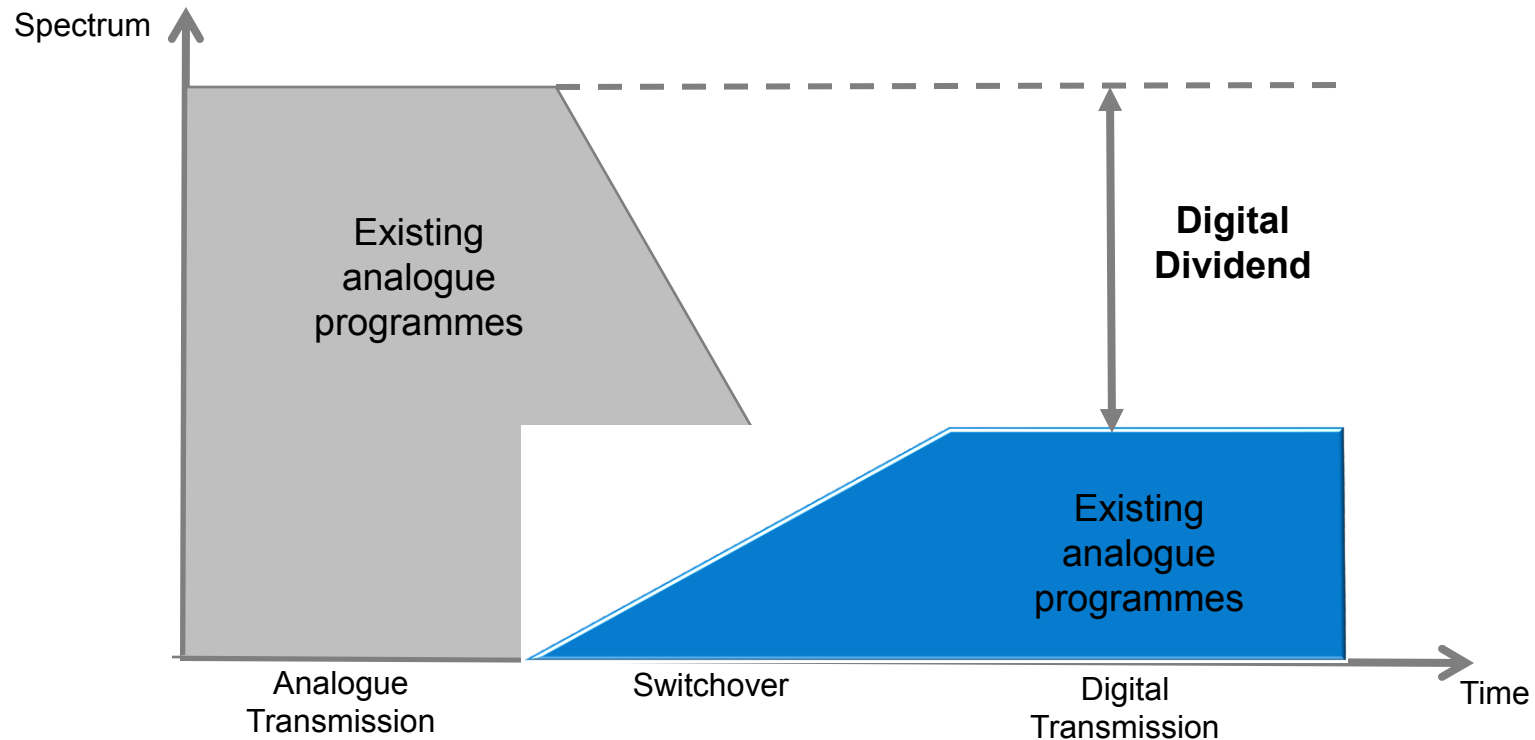 Spectrum
Existing
analogue
programmes
Digital
Dividend
Existing
analogue
programmes
Analogue
Transmission
Switchover
Digital
Transmission
Time